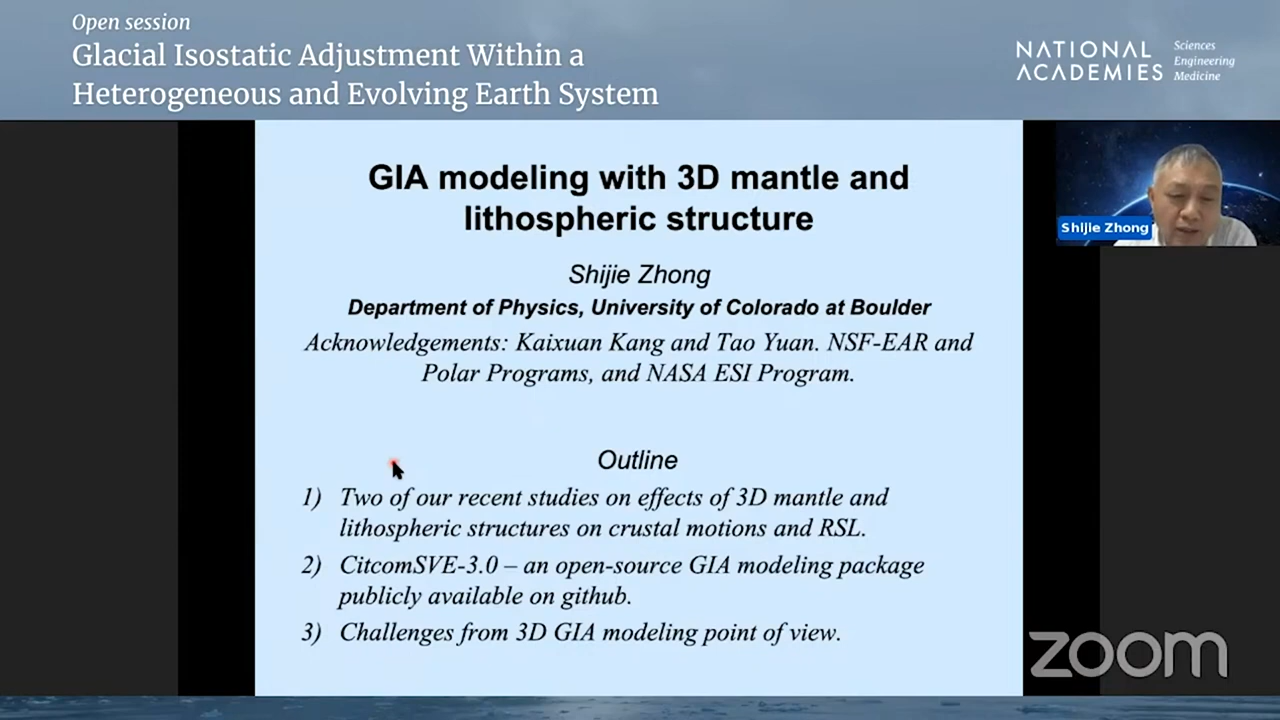 Open session
Glacial Isostatic Adjustment Within a
Heterogeneous and Evolving Earth System
NATIONAL
ACADEMIES
Sciences
Engineering
Medicine
GIA modeling with 3D mantle and
lithospheric structure
Shijie Zhong
Department of Physics, University of Colorado at Boulder
Acknowledgements: Kaixuan Kang and Tao Yuan. NSF-EAR and
Polar Programs, and NASA ESI Program.
Shijie Zhong
Outline
1) Two of our recent studies on effects of 3D mantle and
lithospheric structures on crustal motions and RSL.
2) CitcomSVE-3.0 – an open-source GIA modeling package
publicly available on github.
3) Challenges from 3D GIA modeling point of view.
zoom